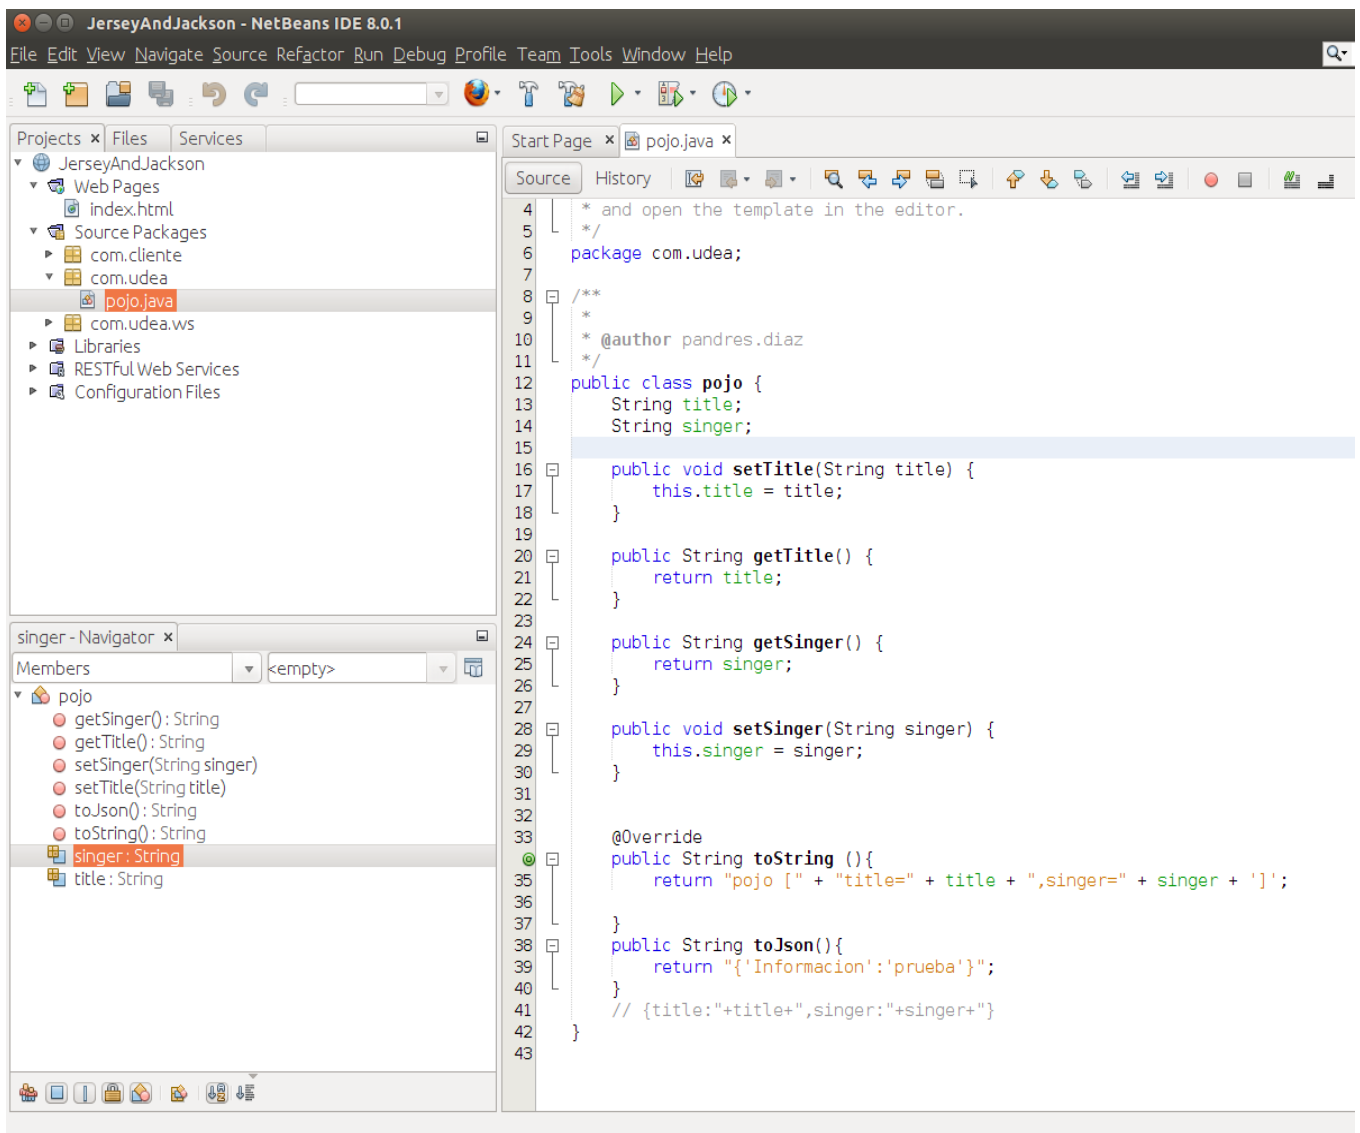 JerseyAndJackson - NetBeans IDE 8.0.1
File Edit View Navigate Source Refactor Run Debug Profile Team Tools Window Help
Projects Files Services
JerseyAndJackson
Web Pages
index.html
Source Packages
com.cliente
com.udea
pojo.java
com.udea.ws
Libraries
RESTful Web Services
Configuration Files
singer - Navigator
Members <empty>
pojo
getSinger() : String
getTitle() : String
setSinger(String singer)
setTitle(String title)
toJson() : String
toString() : String
singer : String
title : String
Start Page pojo.java
Source History
4 * and open the template in the editor.
5 */
6 package com.udea;
7
8 /**
9 *
10 * @author pandres.diaz
11 */
12 public class pojo {
13 String title;
14 String singer;
15
16 public void setTitle(String title) {
17 this.title = title;
18 }
19
20 public String getTitle() {
21 return title;
22 }
23
24 public String getSinger() {
25 return singer;
26 }
27
28 public void setSinger(String singer) {
29 this.singer = singer;
30 }
31
32
33 @Override
public String toString (){
35 return "pojo [" + "title=" + title + ",singer=" + singer + ']';
36
37 }
38 public String toJson(){
39 return "{'Informacion':'prueba'}";
40 }
41 // {title:"+title+",singer:"+singer+"}
42 }
43